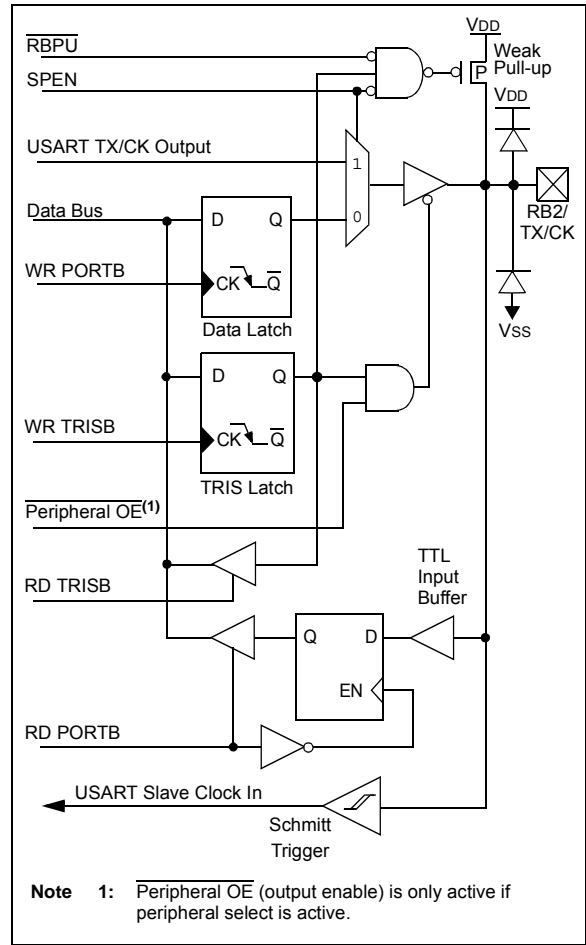 VDD
RBPU
Weak
Pull-up
P
SPEN
VDD
USART TX/CK Output
1
0
RB2/
TX/CK
Data Bus
D Q
WR PORTB
CK Q
Data Latch
VSS
D Q
WR TRISB
CK Q
TRIS Latch
Peripheral OE(1)
RD TRISB
TTL
Input
Buffer
Q D
EN
RD PORTB
USART Slave Clock In
Schmitt
Trigger
Note 1: Peripheral OE (output enable) is only active if
peripheral select is active.